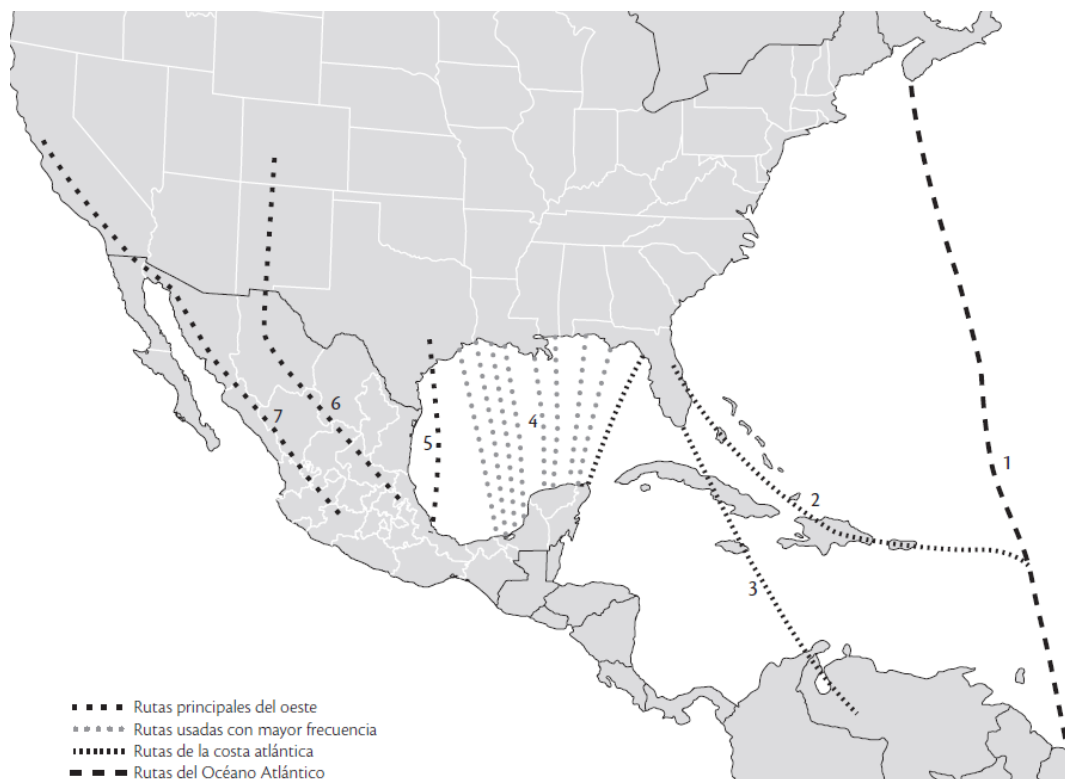 6
7
4
5
1
2
3
Rutas principales del oeste
Rutas usadas con mayor frecuencia
Rutas de la costa atlántica
Rutas del Océano Atlántico